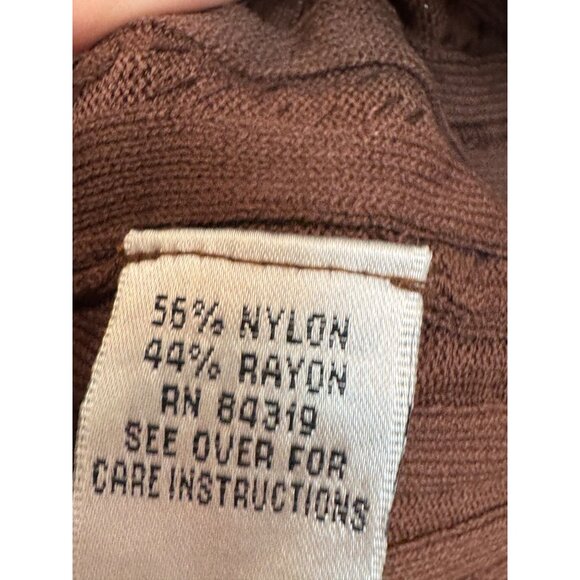 56% NYLON
44% RAYON
RN 84319
SEE OVER FOR
CARE INSTRUCTIONS